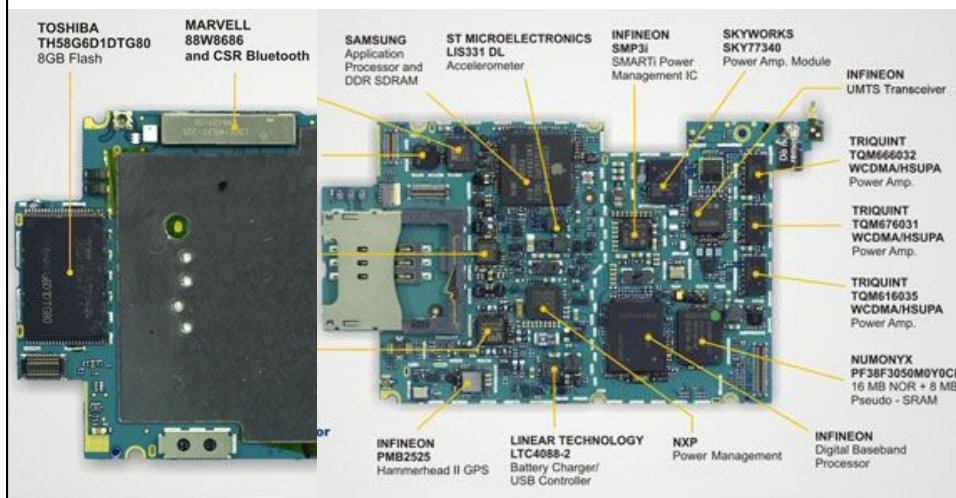 TOSHIBA
TH58G6D1DTG80
8GB Flash
MARVELL
88W8686
and CSR Bluetooth
SAMSUNG
Application
Processor and
DDR SDRAM
ST MICROELECTRONICS
LIS331 DL
Accelerometer
INFINEON
SMP3i
SMARTi Power
Management IC
SKYWORKS
SKY77340
Power Amp. Module
INFINEON
UMTS Transceiver
TRIQUINT
TQM666032
WCDMA/HSUPA
Power Amp.
TRIQUINT
TQM676031
WCDMA/HSUPA
Power Amp.
TRIQUINT
TQM616035
WCDMA/HSUPA
Power Amp.
NUMONYX
PF38F3050M0Y0C
16 MB NOR + 8 MB
Pseudo - SRAM
or
INFINEON
PMB2525
Hammerhead II GPS
LINEAR TECHNOLOGY
LTC4088-2
Battery Charger/
USB Controller
NXP
Power Management
INFINEON
Digital Baseband
Processor